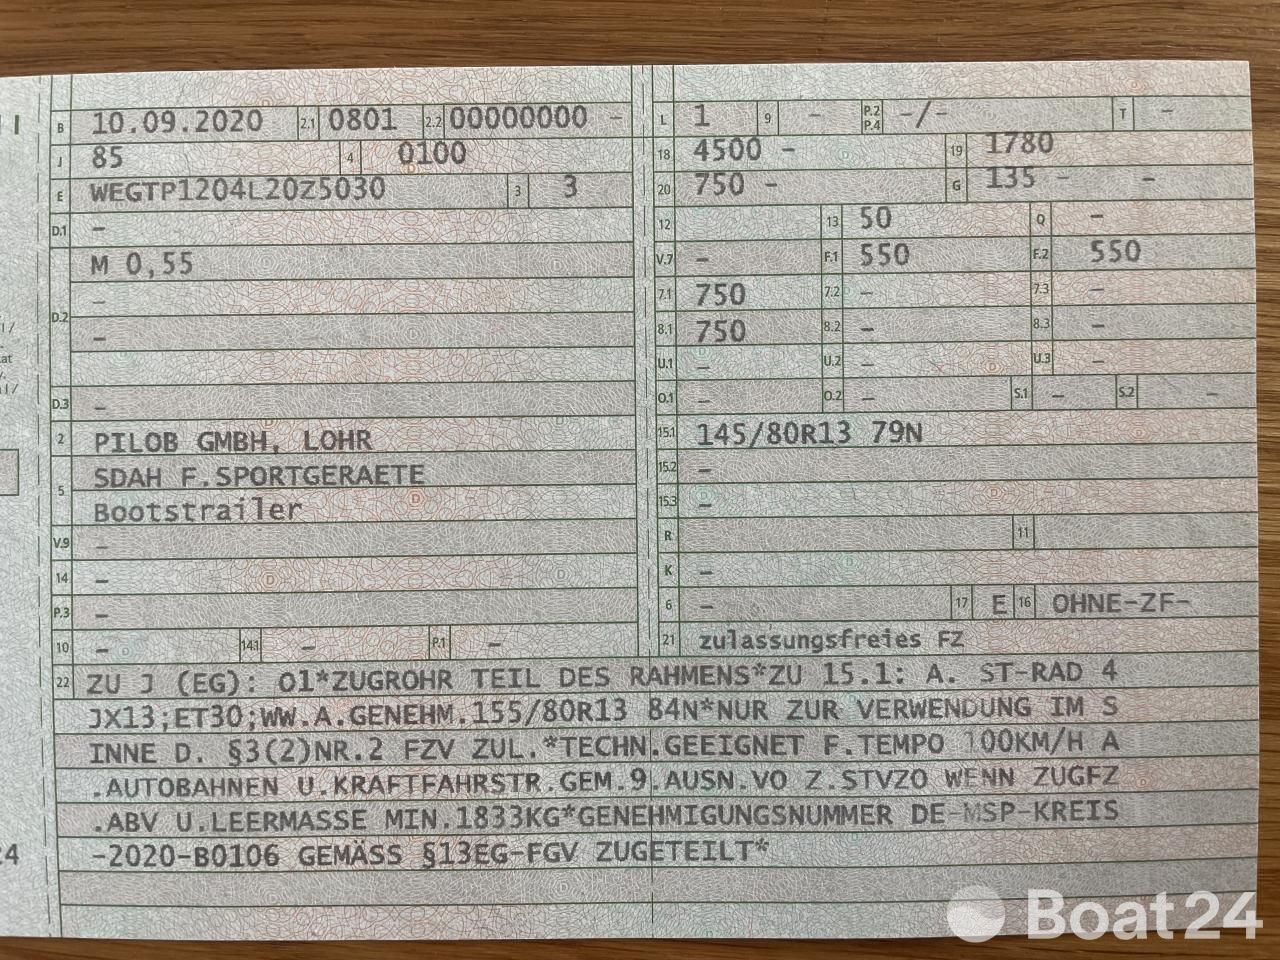 I
B 10.09.2020 2.1 0801 2.2 00000000 -
J 85 4 0100
E WEGTP1204L20Z5030 3 3
D.1 -
M 0,55
-
D.2
-
D.3 -
2 PILOB GMBH, LOHR
SDAH F.SPORTGERAETE
5
Bootstrailer
V.9 -
14 -
P.3 -
10 - 14.1 - P.1 -
L 1 9 - P.2 P.4 -/- T -
18 4500 - 19 1780
20 750 - G 135 - -
12 13 50 Q -
V.7 - F.1 550 F.2 550
7.1 750 7.2 - 7.3 -
8.1 750 8.2 - 8.3 -
U.1 - U.2 - U.3 -
O.1 - O.2 - S.1 - S.2 -
15.1 145/80R13 79N
15.2 -
15.3 -
R 11
K -
6 - 17 E 16 OHNE-ZF-
21 zulassungsfreies FZ
22 ZU J (EG): O1*ZUGROHR TEIL DES RAHMENS*ZU 15.1: A. ST-RAD 4
JX13;ET30;WW.A.GENEHM.155/80R13 84N*NUR ZUR VERWENDUNG IM S
INNE D. §3(2)NR.2 FZV ZUL.*TECHN.GEEIGNET F.TEMPO 100KM/H A
.AUTOBAHNEN U.KRAFTFAHRSTR.GEM.9.AUSN.VO Z.STVZO WENN ZUGFZ
.ABV U.LEERMASSE MIN.1833KG*GENEHMIGUNGSNUMMER DE-MSP-KREIS
-2020-B0106 GEMÄSS §13EG-FGV ZUGETEILT*
Boat24